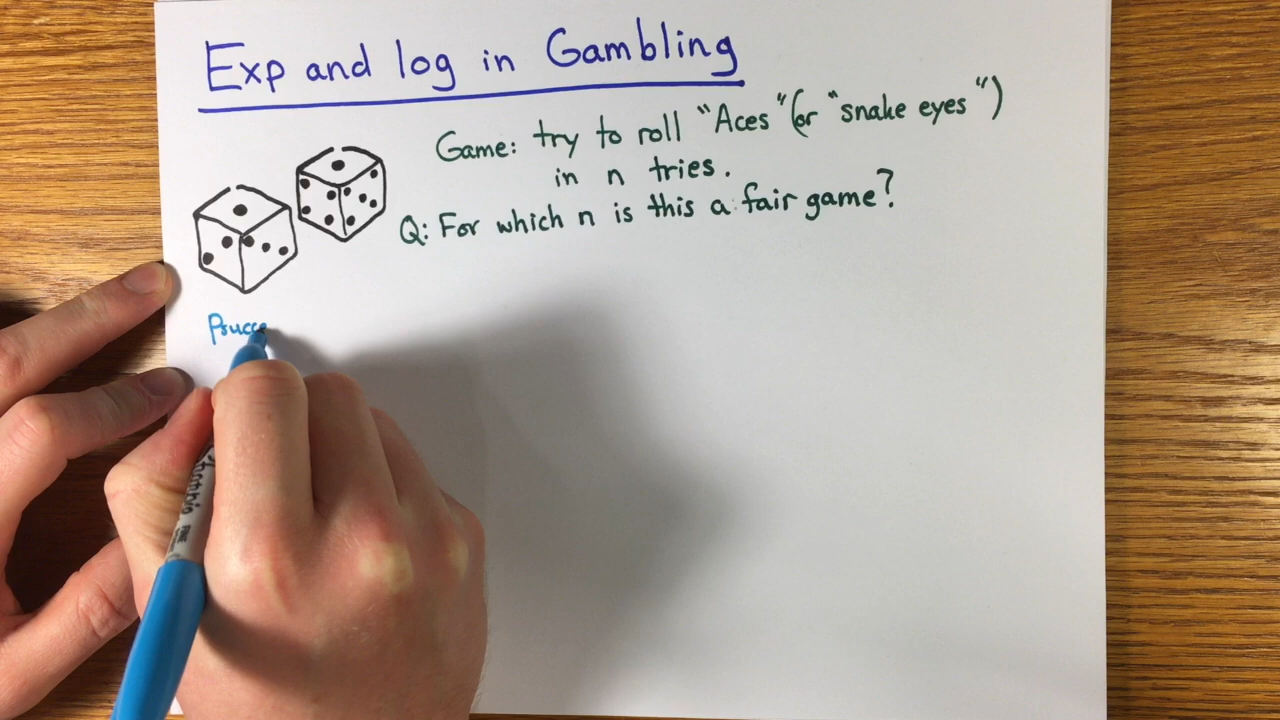 Exp and log in Gambling
Game: try to roll "Aces" (or "snake eyes")
in n tries.
Q: For which n is this a fair game?